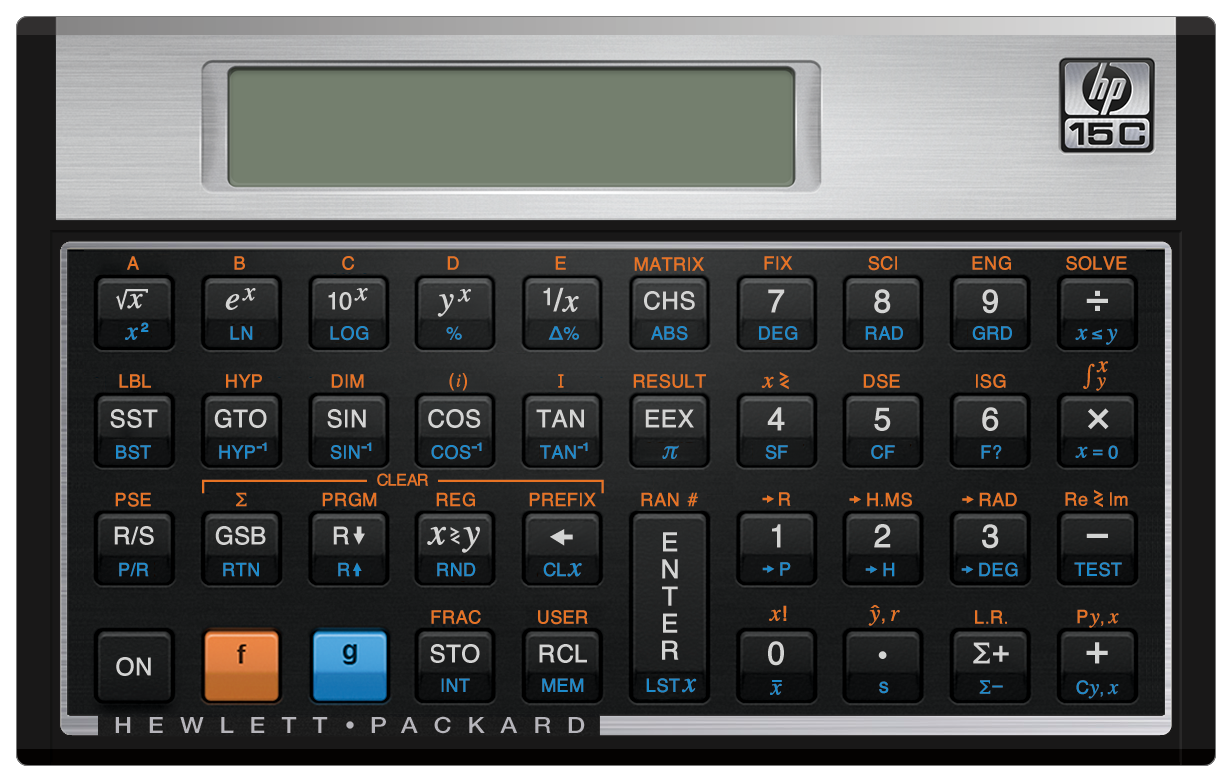 hp
15C
A B C D E MATRIX FIX SCI ENG SOLVE
√x eˣ 10ˣ yˣ 1/x CHS 7 8 9 ÷
x² LN LOG % Δ% ABS DEG RAD GRD x≤y
LBL HYP DIM (i) I RESULT x≷ DSE ISG ∫xy
SST GTO SIN COS TAN EEX 4 5 6 ×
BST HYP⁻¹ SIN⁻¹ COS⁻¹ TAN⁻¹ π SF CF F? x=0
CLEAR
PSE Σ PRGM REG PREFIX RAN # →R →H.MS →RAD Re≷Im
R/S GSB R↓ x≷y ← ENTER 1 2 3 −
P/R RTN R↑ RND CLx →P →H →DEG TEST
FRAC USER x! ŷ,r L.R. Py,x
ON f g STO RCL 0 · Σ+ +
INT MEM LSTx x̄ s Σ− Cy,x
HEWLETT•PACKARD